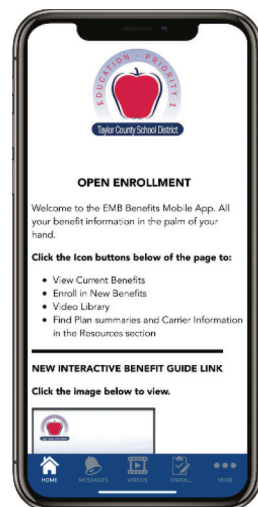 EDUCATION - PRIORITY 1
Taylor County School District
OPEN ENROLLMENT
Welcome to the EMB Benefits Mobile App. All
your benefit information in the palm of your
hand.
Click the Icon buttons below of the page to:
• View Current Benefits
• Enroll in New Benefits
• Video Library
• Find Plan summaries and Carrier Information
in the Resources section
NEW INTERACTIVE BENEFIT GUIDE LINK
Click the image below to view.
HOME MESSAGES VIDEOS ENROLL MORE